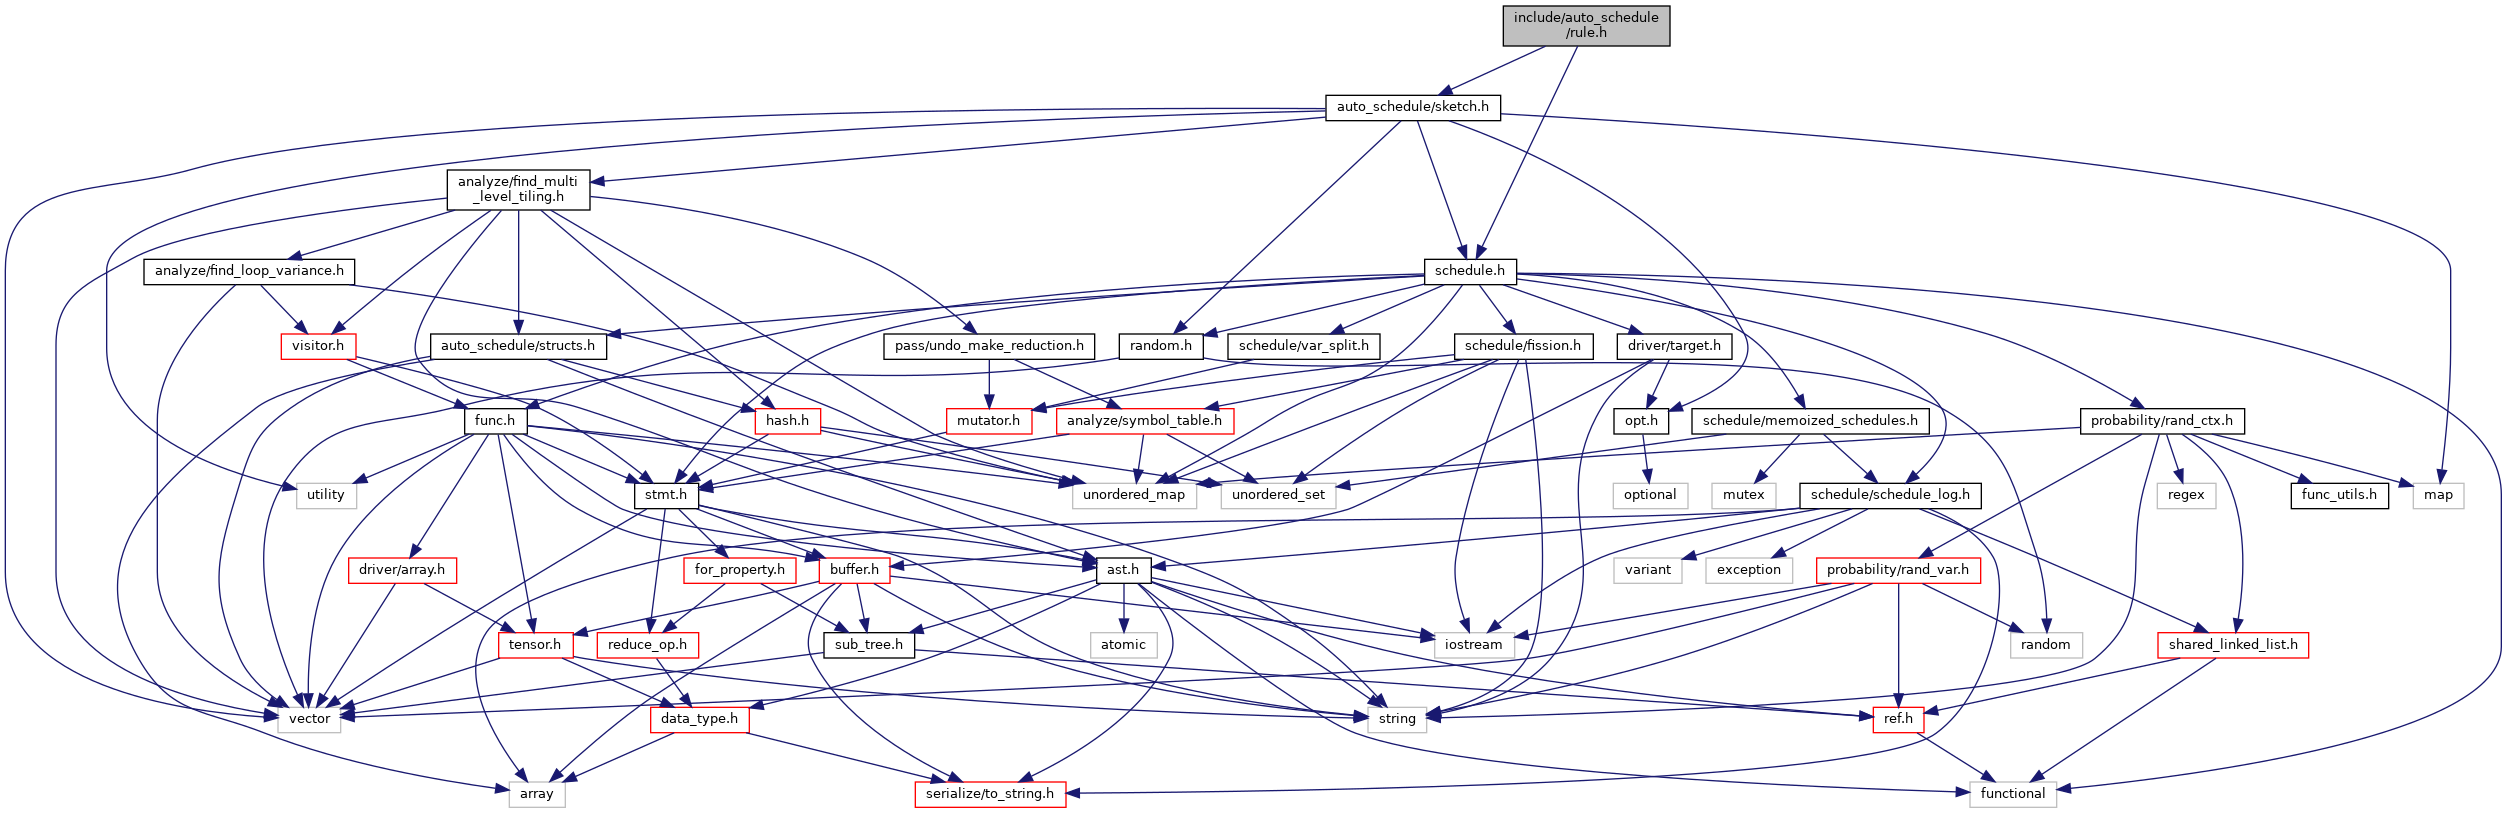 include/auto_schedule
/rule.h
auto_schedule/sketch.h
analyze/find_multi
_level_tiling.h
analyze/find_loop_variance.h
schedule.h
visitor.h
auto_schedule/structs.h
pass/undo_make_reduction.h
random.h
schedule/var_split.h
schedule/fission.h
driver/target.h
func.h
hash.h
mutator.h
analyze/symbol_table.h
opt.h
schedule/memoized_schedules.h
probability/rand_ctx.h
utility
stmt.h
unordered_map
unordered_set
optional
mutex
schedule/schedule_log.h
regex
func_utils.h
map
driver/array.h
for_property.h
buffer.h
ast.h
variant
exception
probability/rand_var.h
tensor.h
reduce_op.h
sub_tree.h
atomic
iostream
random
shared_linked_list.h
vector
data_type.h
string
ref.h
array
serialize/to_string.h
functional